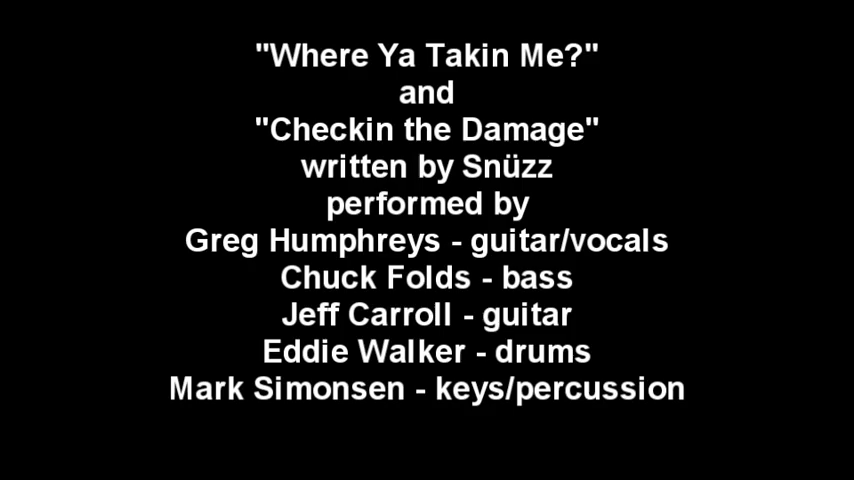 "Where Ya Takin Me?"
and
"Checkin the Damage"
written by Snüzz
performed by
Greg Humphreys - guitar/vocals
Chuck Folds - bass
Jeff Carroll - guitar
Eddie Walker - drums
Mark Simonsen - keys/percussion